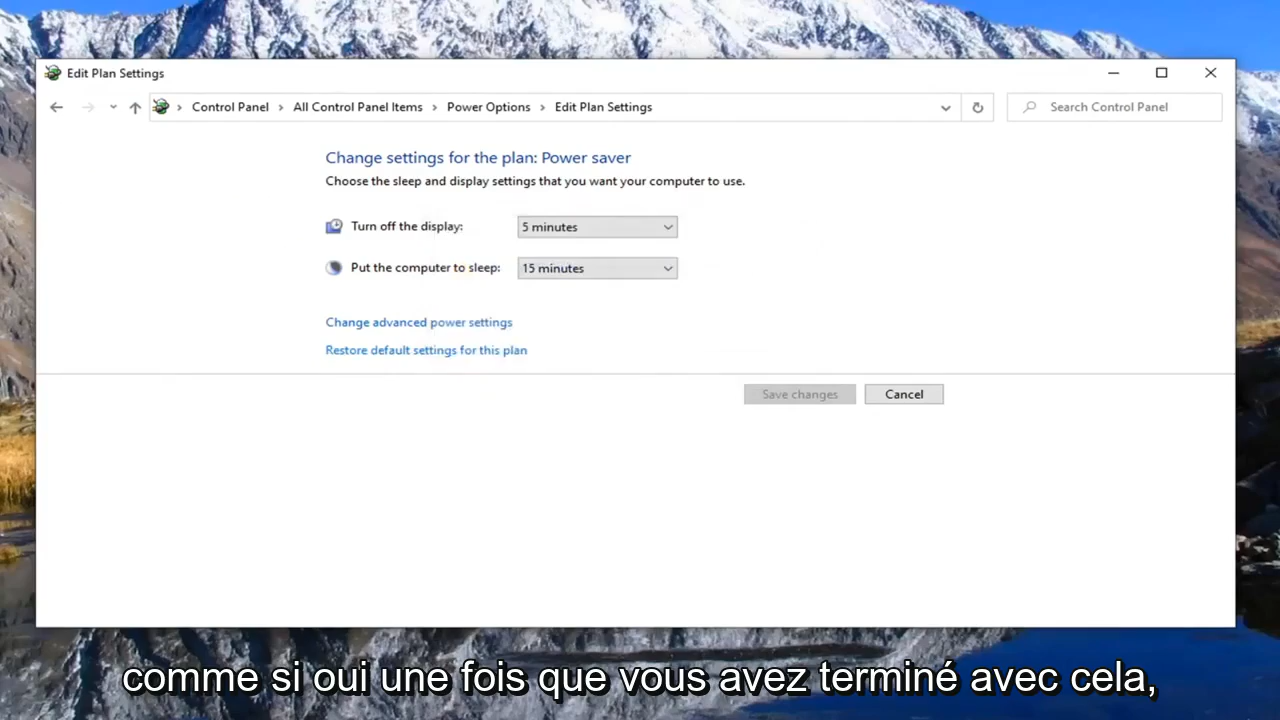 Edit Plan Settings
Control Panel > All Control Panel Items > Power Options > Edit Plan Settings
Search Control Panel
Change settings for the plan: Power saver
Choose the sleep and display settings that you want your computer to use.
Turn off the display: 5 minutes
Put the computer to sleep: 15 minutes
Change advanced power settings
Restore default settings for this plan
Save changes Cancel
comme si oui une fois que vous avez terminé avec cela,